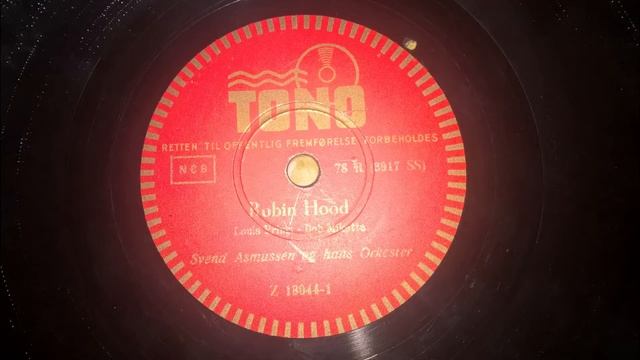 TONO
RETTEN TIL OFFENTLIG FREMFØRELSE FORBEHOLDES
NCB
78 R (3917 SS)
Robin Hood
Louis Prima - Bob Miketta
Svend Asmussen og hans Orkester
Z 18044-1